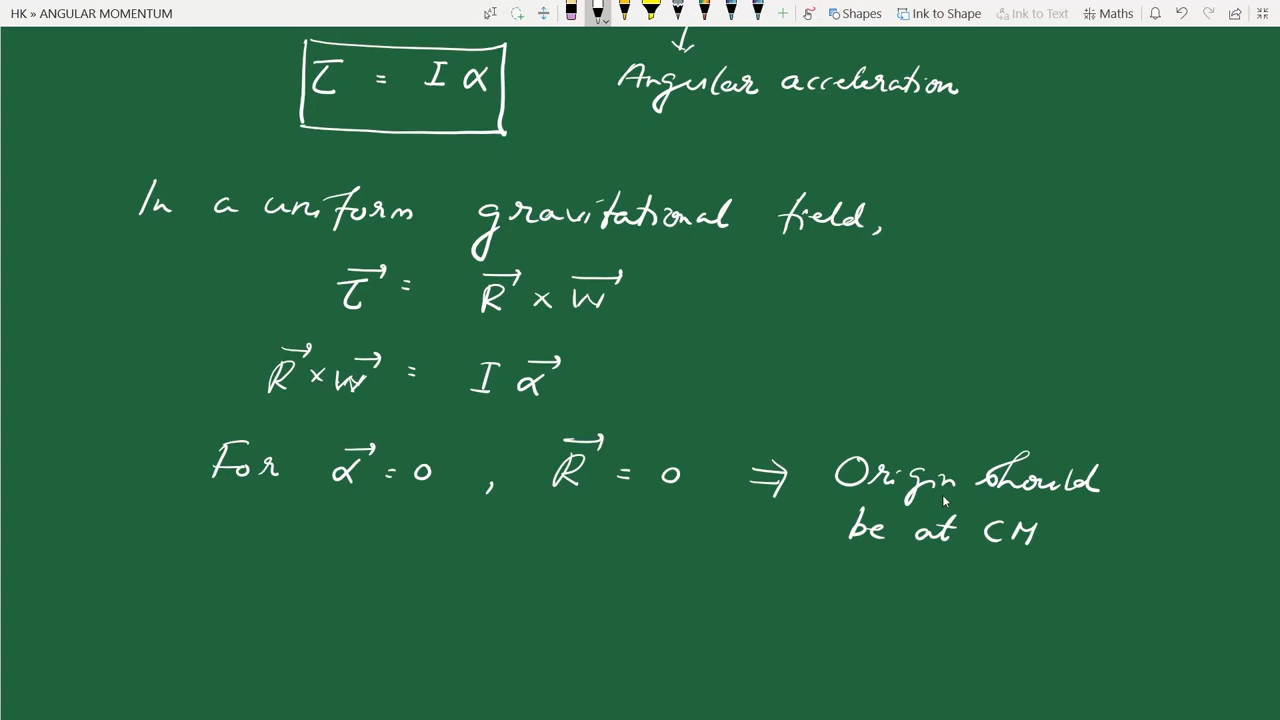 HK » ANGULAR MOMENTUM
Shapes Ink to Shape Ink to Text Maths
τ = I α Angular acceleration
In a uniform gravitational field,
τ⃗ = R⃗ × W⃗
R⃗ × W⃗ = I α⃗
For α⃗ = 0 , R⃗ = 0 ⇒ Origin should
be at CM